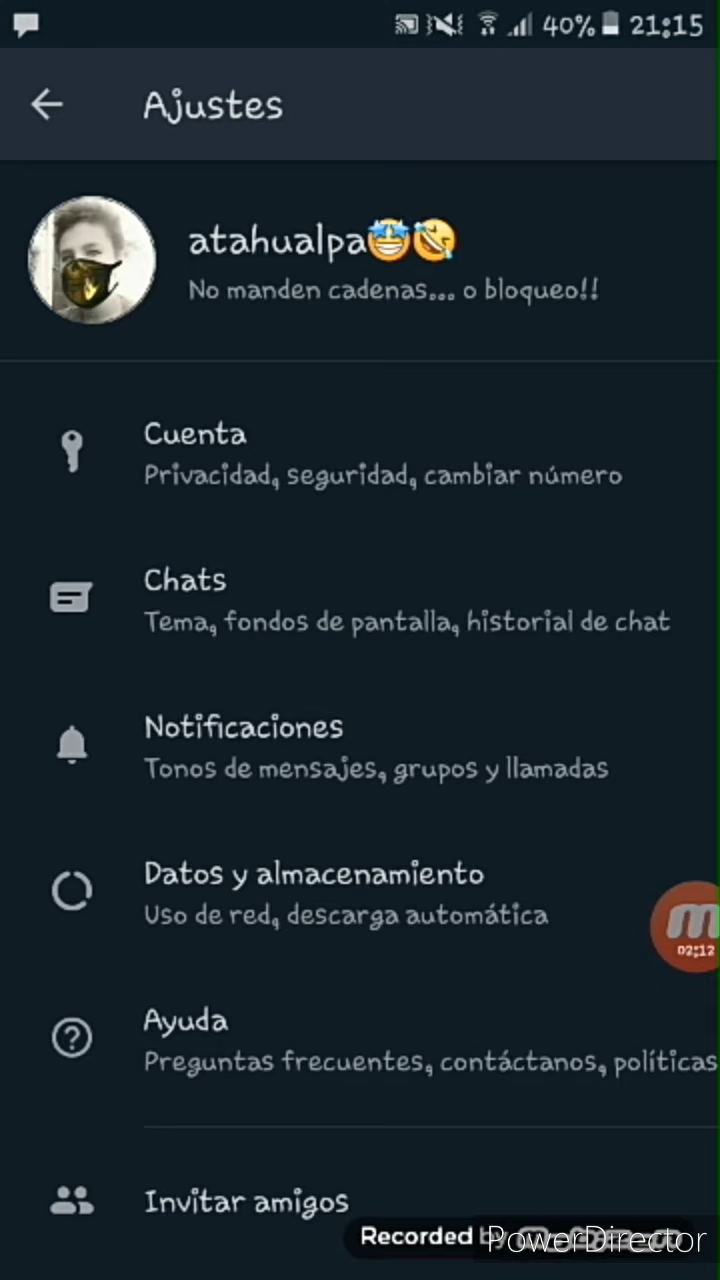 40% 21:15
Ajustes
atahualpa🤩🤣
No manden cadenas... o bloqueo!!
Cuenta
Privacidad, seguridad, cambiar número
Chats
Tema, fondos de pantalla, historial de chat
Notificaciones
Tonos de mensajes, grupos y llamadas
Datos y almacenamiento
Uso de red, descarga automática
02:12
Ayuda
Preguntas frecuentes, contáctanos, políticas
Invitar amigos
Recorded by
PowerDirector